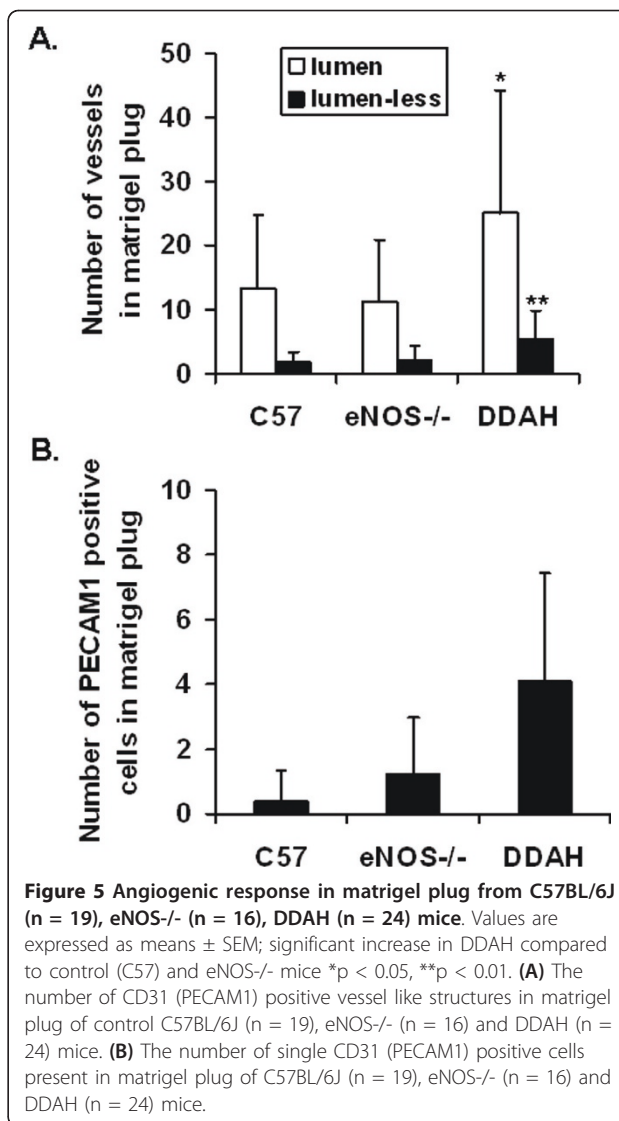 A.
Number of vessels
in matrigel plug
50
40
30
20
10
0
lumen
lumen-less
*
**
C57 eNOS-/- DDAH
B.
Number of PECAM1 positive
cells in matrigel plug
10
8
6
4
2
0
C57 eNOS-/- DDAH
Figure 5 Angiogenic response in matrigel plug from C57BL/6J
(n = 19), eNOS-/- (n = 16), DDAH (n = 24) mice. Values are
expressed as means ± SEM; significant increase in DDAH compared
to control (C57) and eNOS-/- mice *p < 0.05, **p < 0.01. (A) The
number of CD31 (PECAM1) positive vessel like structures in matrigel
plug of control C57BL/6J (n = 19), eNOS-/- (n = 16) and DDAH (n =
24) mice. (B) The number of single CD31 (PECAM1) positive cells
present in matrigel plug of C57BL/6J (n = 19), eNOS-/- (n = 16) and
DDAH (n = 24) mice.